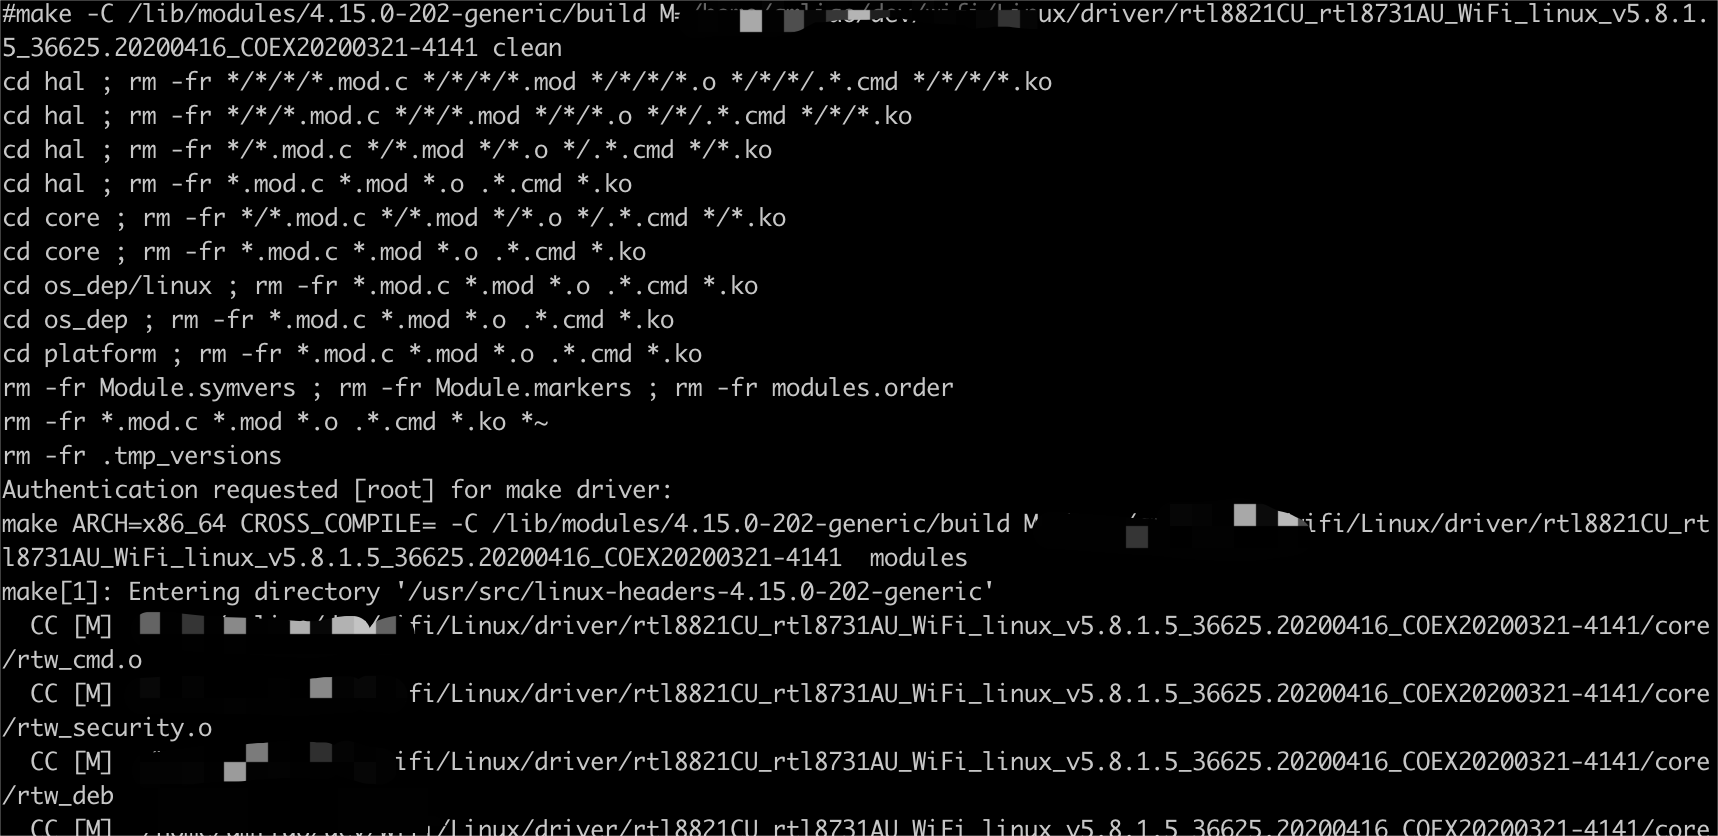 #make -C /lib/modules/4.15.0-202-generic/build M= ux/driver/rtl8821CU_rtl8731AU_WiFi_linux_v5.8.1.
5_36625.20200416_COEX20200321-4141 clean
cd hal ; rm -fr */*/*/*.mod.c */*/*/*.mod */*/*/*.o */*/*/.*.cmd */*/*/*.ko
cd hal ; rm -fr */*/*.mod.c */*/*.mod */*/*.o */*/.*.cmd */*/*.ko
cd hal ; rm -fr */*.mod.c */*.mod */*.o */.*.cmd */*.ko
cd hal ; rm -fr *.mod.c *.mod *.o .*.cmd *.ko
cd core ; rm -fr */*.mod.c */*.mod */*.o */.*.cmd */*.ko
cd core ; rm -fr *.mod.c *.mod *.o .*.cmd *.ko
cd os_dep/linux ; rm -fr *.mod.c *.mod *.o .*.cmd *.ko
cd os_dep ; rm -fr *.mod.c *.mod *.o .*.cmd *.ko
cd platform ; rm -fr *.mod.c *.mod *.o .*.cmd *.ko
rm -fr Module.symvers ; rm -fr Module.markers ; rm -fr modules.order
rm -fr *.mod.c *.mod *.o .*.cmd *.ko *~
rm -fr .tmp_versions
Authentication requested [root] for make driver:
make ARCH=x86_64 CROSS_COMPILE= -C /lib/modules/4.15.0-202-generic/build M ifi/Linux/driver/rtl8821CU_rt
l8731AU_WiFi_linux_v5.8.1.5_36625.20200416_COEX20200321-4141  modules
make[1]: Entering directory '/usr/src/linux-headers-4.15.0-202-generic'
CC [M] fi/Linux/driver/rtl8821CU_rtl8731AU_WiFi_linux_v5.8.1.5_36625.20200416_COEX20200321-4141/core
/rtw_cmd.o
CC [M] fi/Linux/driver/rtl8821CU_rtl8731AU_WiFi_linux_v5.8.1.5_36625.20200416_COEX20200321-4141/core
/rtw_security.o
CC [M] ifi/Linux/driver/rtl8821CU_rtl8731AU_WiFi_linux_v5.8.1.5_36625.20200416_COEX20200321-4141/core
/rtw_deb
CC [M] /Linux/driver/rtl8821CU_rtl8731AU_WiFi_linux_v5.8.1.5_36625.20200416_COEX20200321-4141/core